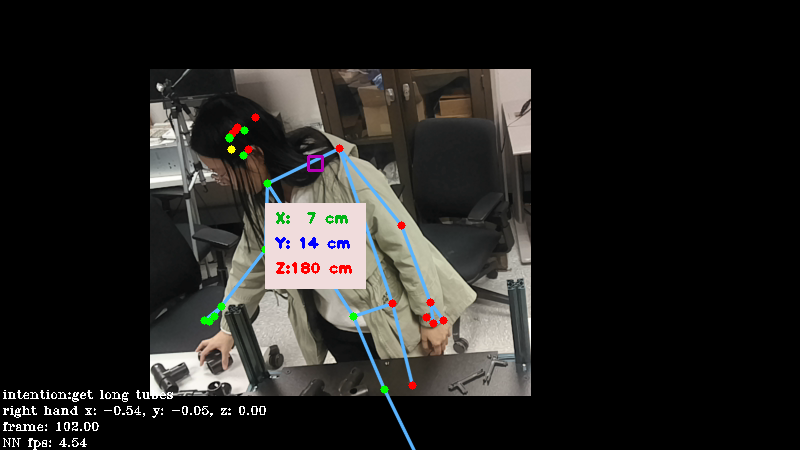 X: 7 cm
Y: 14 cm
Z:180 cm
intention:get long tubes
right hand x: -0.54, y: -0.05, z: 0.00
frame: 102.00
NN fps: 4.54